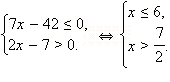 {7x − 42 ≤ 0, 2x − 7 > 0. ⇔ {x ≤ 6, x > 7/2.